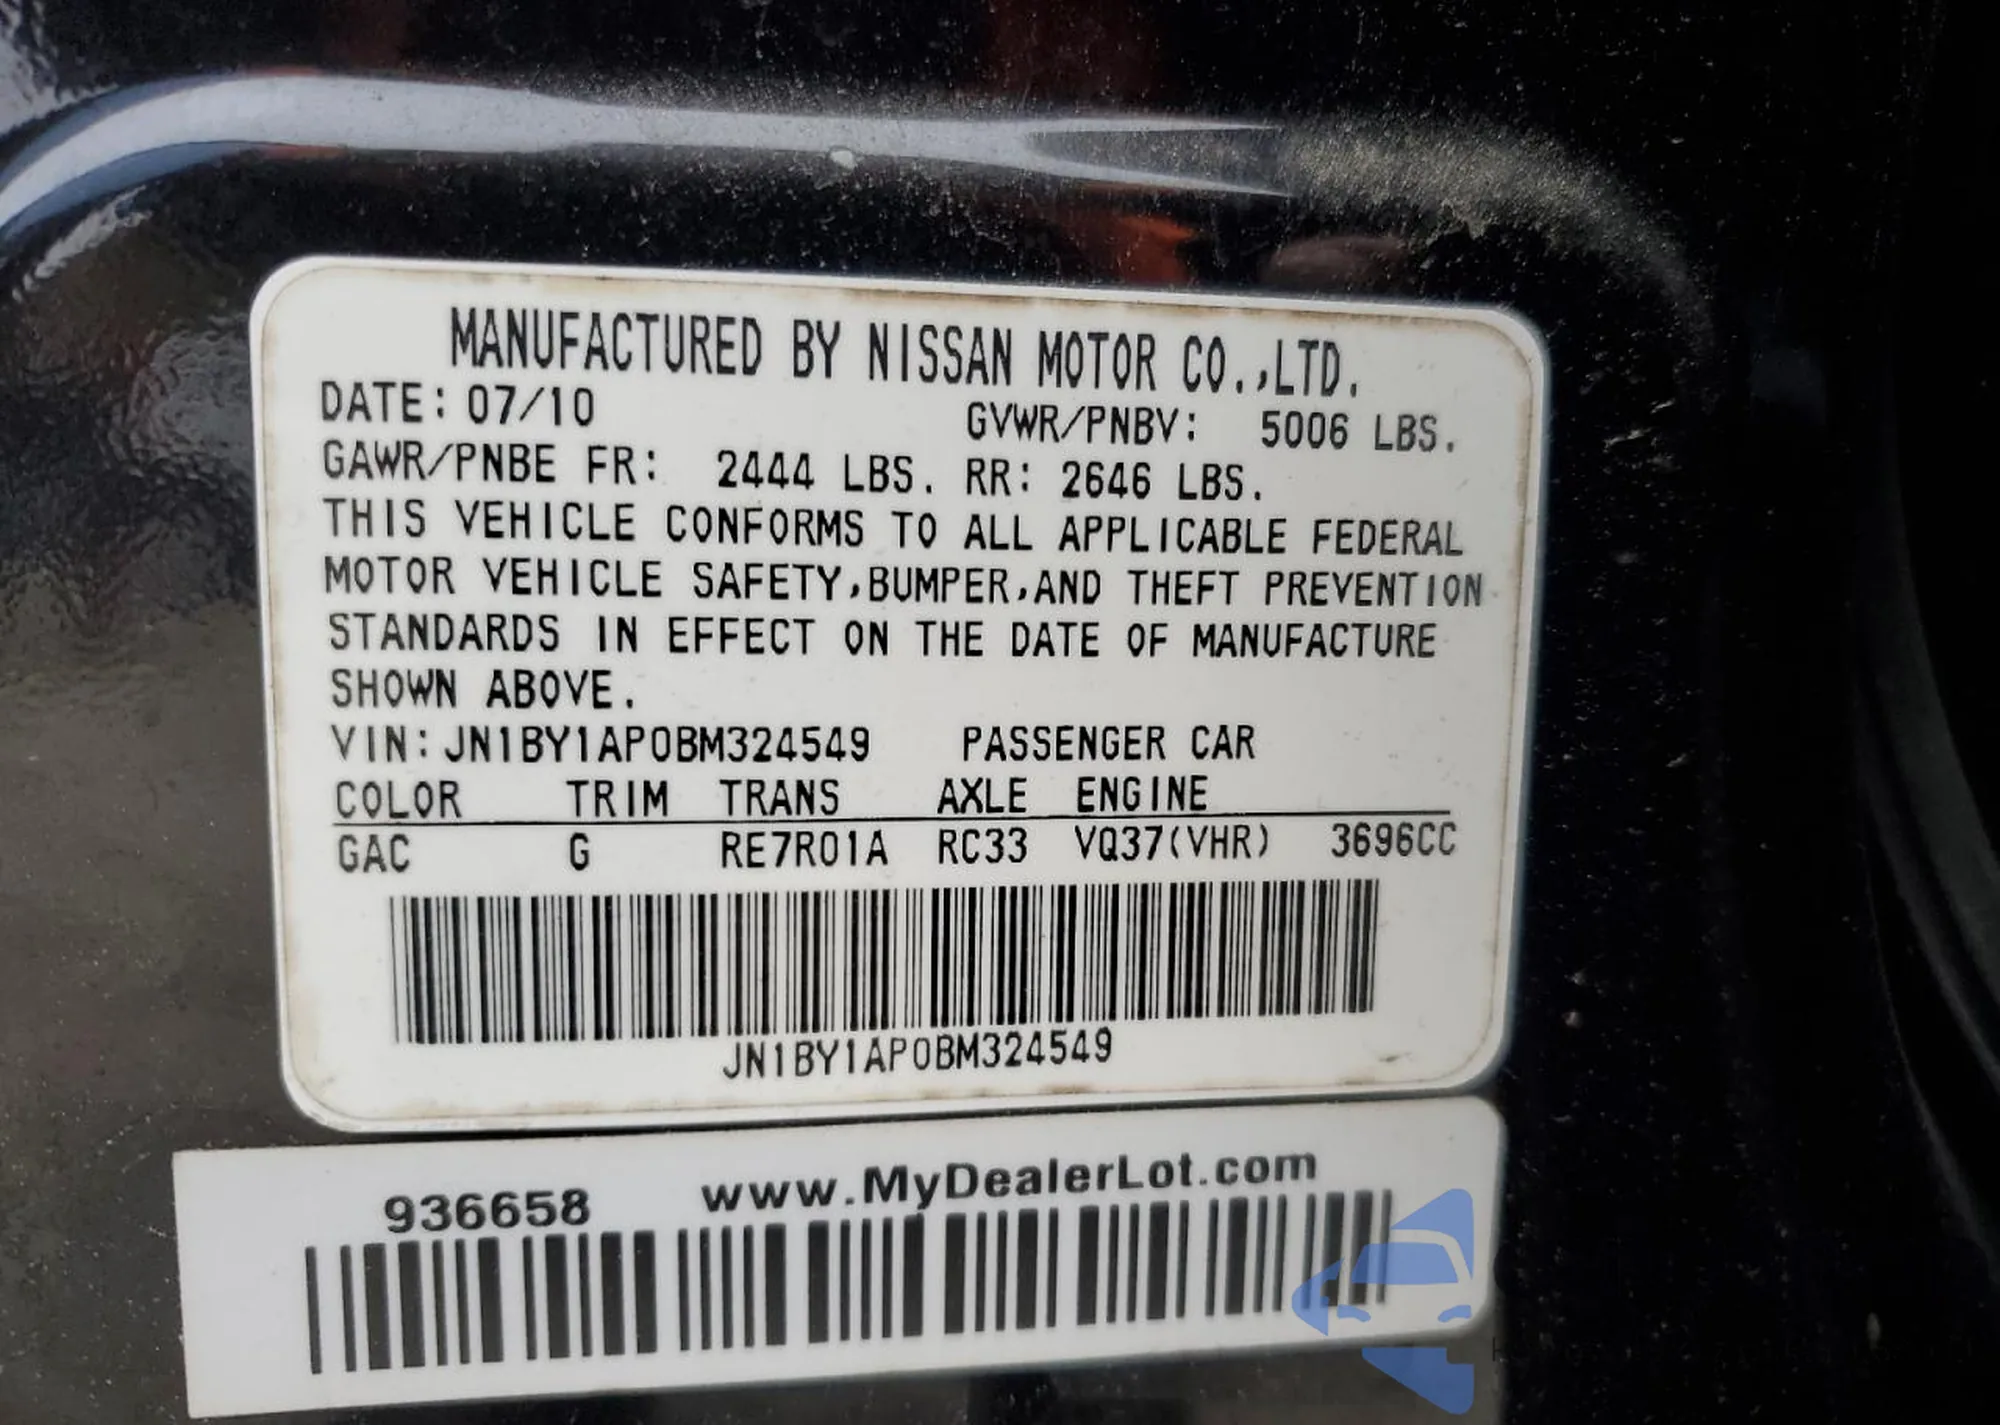 MANUFACTURED BY NISSAN MOTOR CO.,LTD.
DATE: 07/10 GVWR/PNBV: 5006 LBS.
GAWR/PNBE FR: 2444 LBS. RR: 2646 LBS.
THIS VEHICLE CONFORMS TO ALL APPLICABLE FEDERAL
MOTOR VEHICLE SAFETY,BUMPER,AND THEFT PREVENTION
STANDARDS IN EFFECT ON THE DATE OF MANUFACTURE
SHOWN ABOVE.
VIN: JN1BY1AP0BM324549 PASSENGER CAR
COLOR TRIM TRANS AXLE ENGINE
GAC G RE7R01A RC33 VQ37(VHR) 3696CC
JN1BY1AP0BM324549
936658 www.MyDealerLot.com